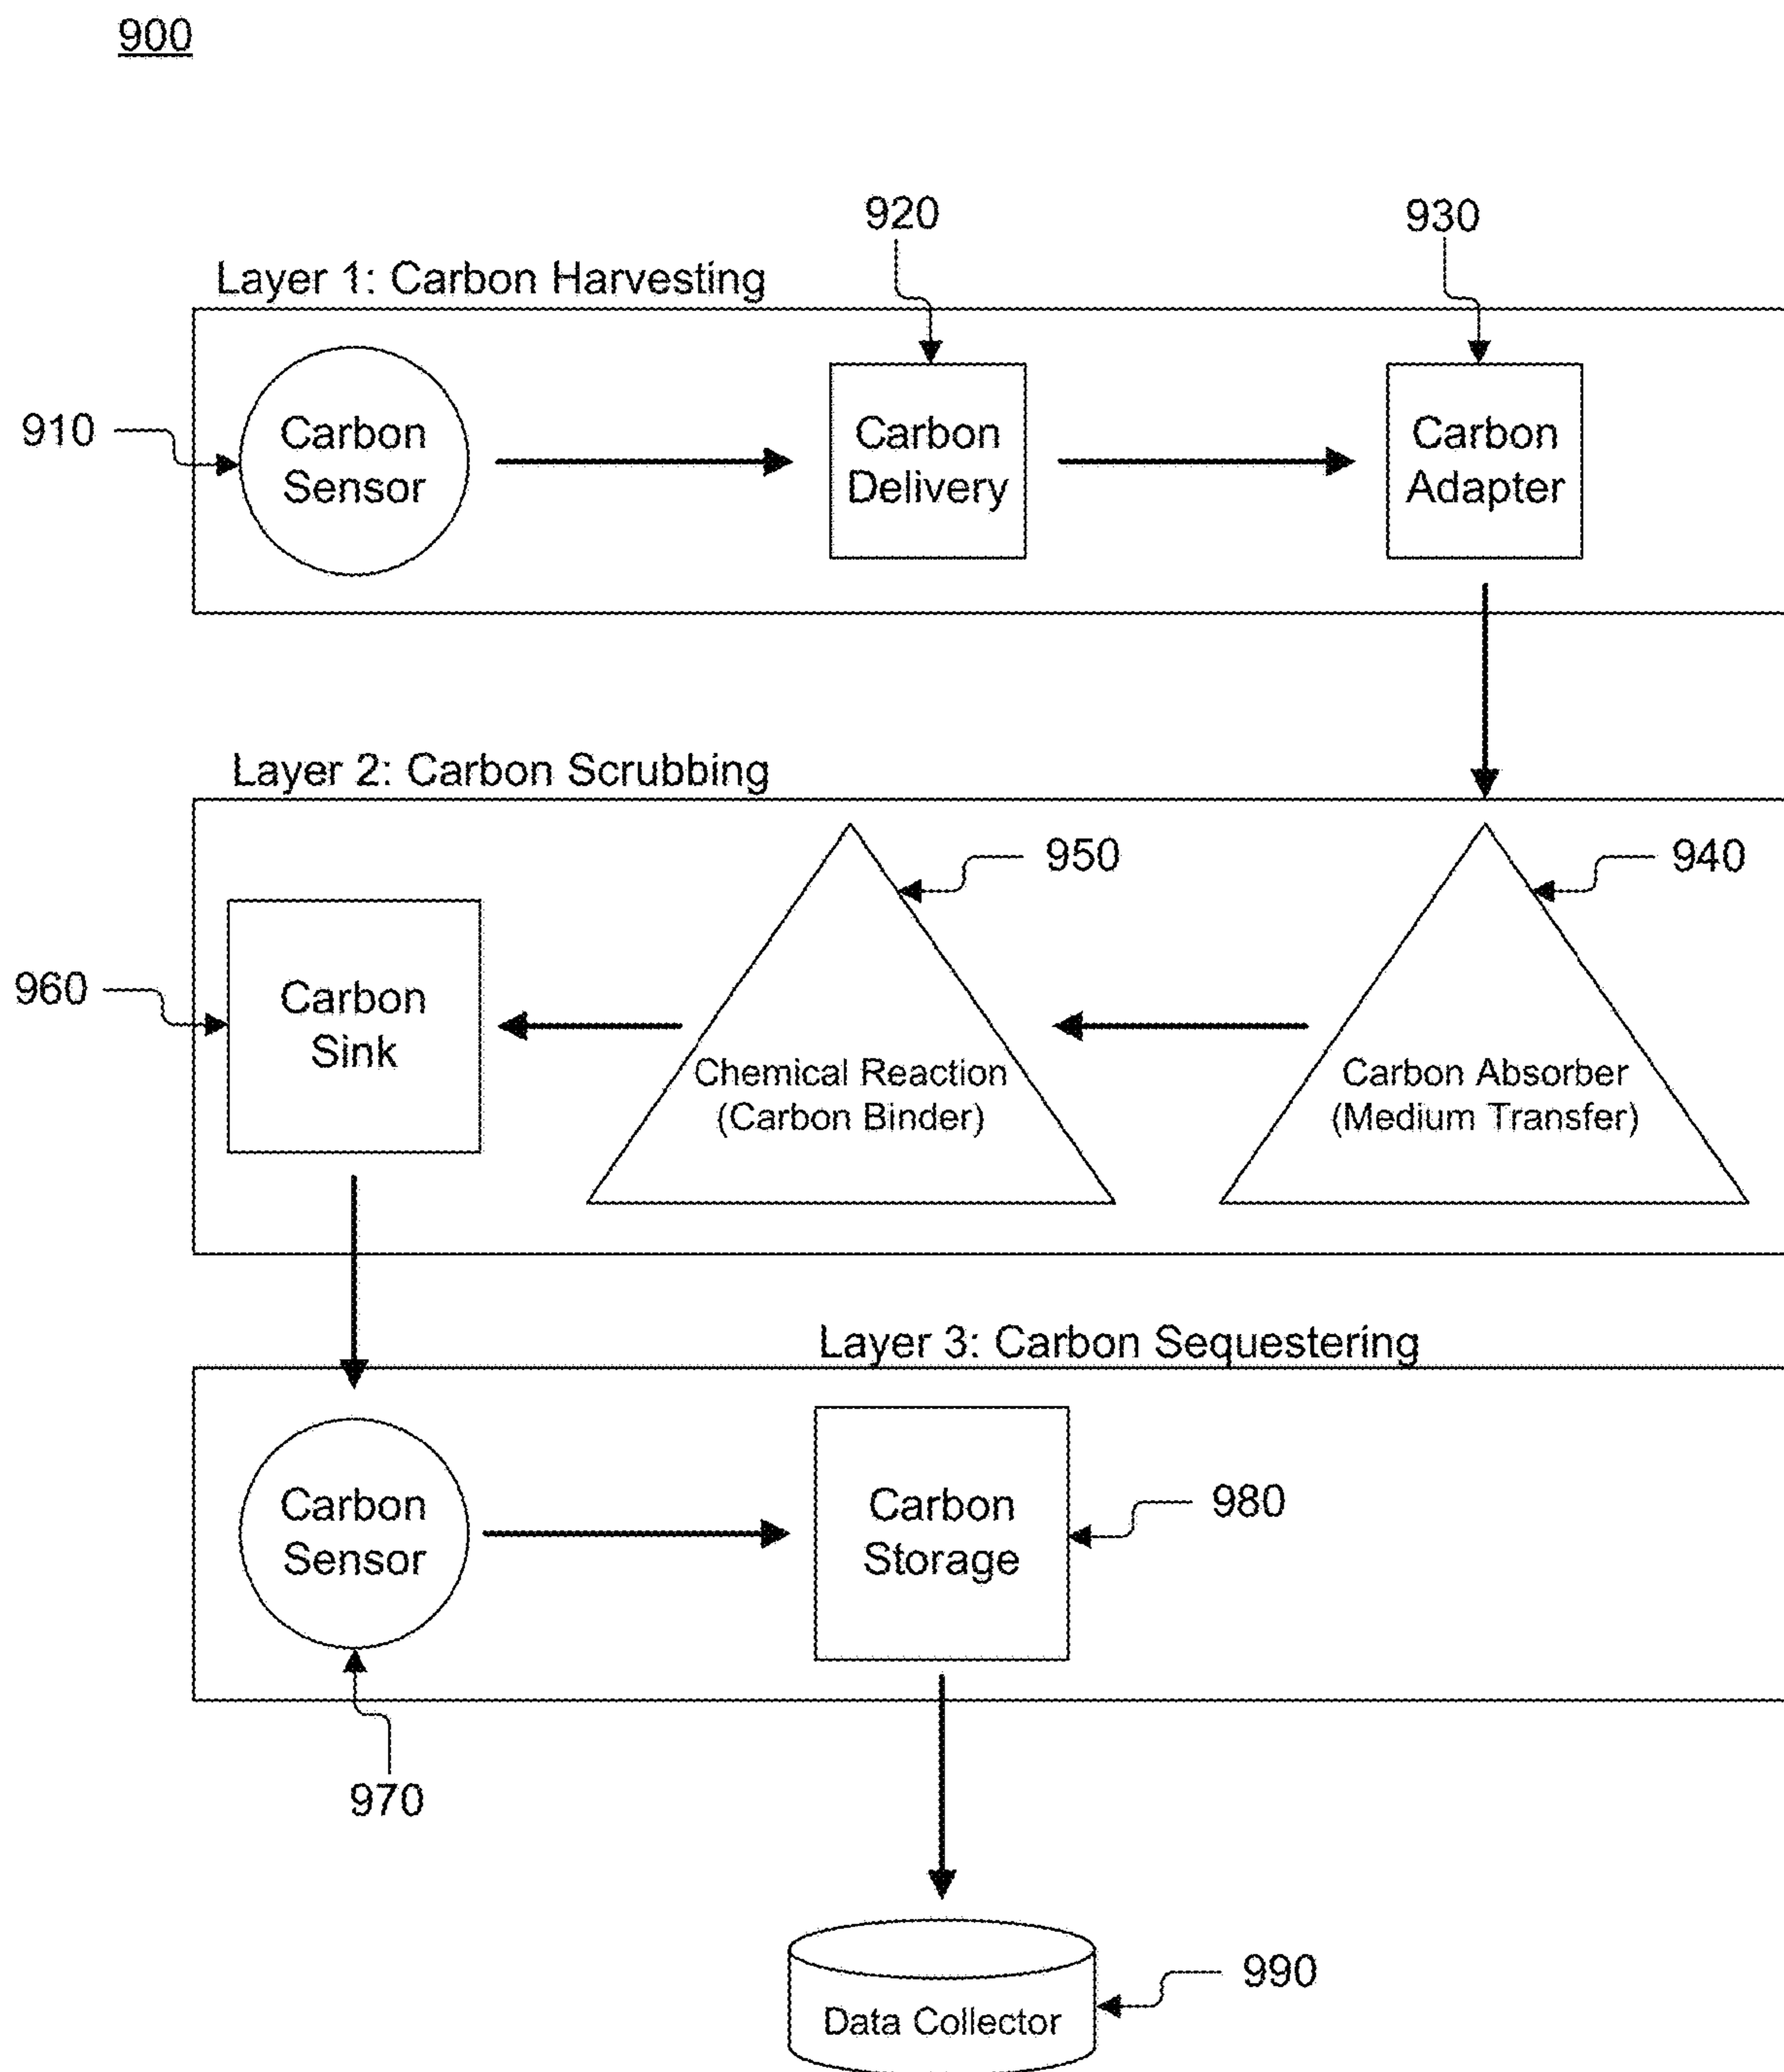 900
920
930
Layer 1: Carbon Harvesting
910
Carbon
Sensor
Carbon
Delivery
Carbon
Adapter
Layer 2: Carbon Scrubbing
950
940
960
Carbon
Sink
Chemical Reaction
(Carbon Binder)
Carbon Absorber
(Medium Transfer)
Layer 3: Carbon Sequestering
Carbon
Sensor
Carbon
Storage
980
970
990
Data Collector